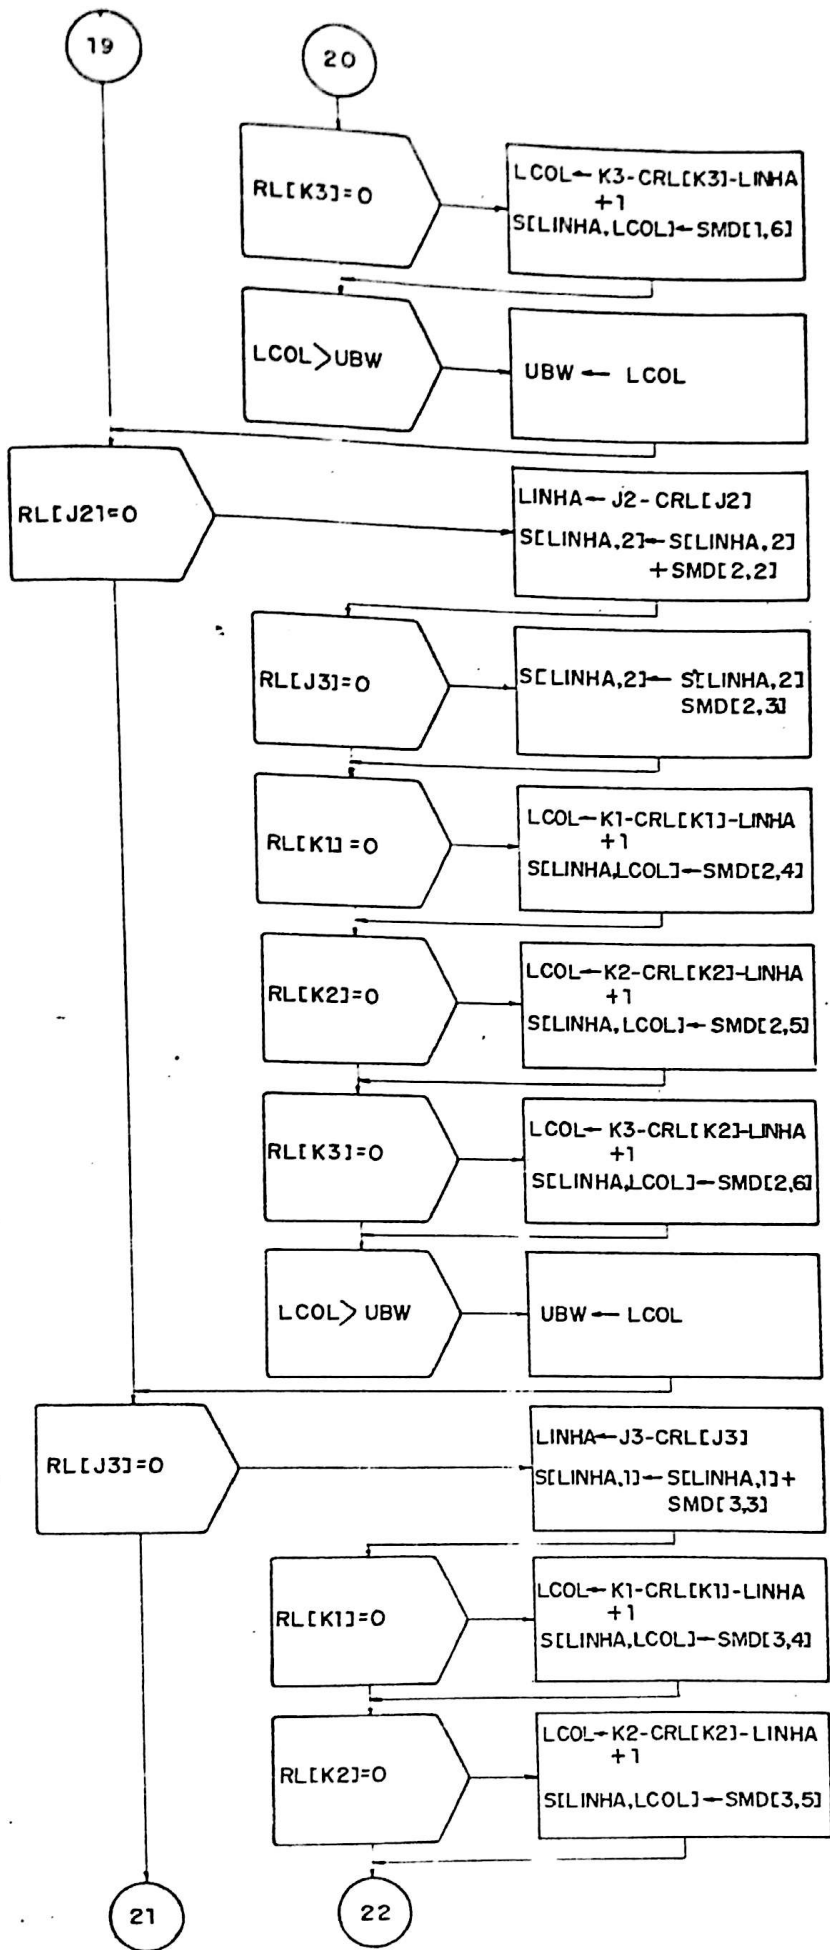 19
20
RL[K3]=0
LCOL←K3-CRL[K3]-LINHA
+1
S[LINHA,LCOL]←SMD[1,6]
LCOL>UBW
UBW ← LCOL
RL[J2]=0
LINHA←J2-CRL[J2]
S[LINHA,2]←S[LINHA,2]
+SMD[2,2]
RL[J3]=0
S[LINHA,2]← S[LINHA,2]
SMD[2,3]
RL[K1]=0
LCOL←K1-CRL[K1]-LINHA
+1
S[LINHA,LCOL]←SMD[2,4]
RL[K2]=0
LCOL←K2-CRL[K2]-LINHA
+1
S[LINHA,LCOL]←SMD[2,5]
RL[K3]=0
LCOL←K3-CRL[K2]-LINHA
+1
S[LINHA,LCOL]←SMD[2,6]
LCOL>UBW
UBW ← LCOL
RL[J3]=0
LINHA←J3-CRL[J3]
S[LINHA,1]←S[LINHA,1]+
SMD[3,3]
RL[K1]=0
LCOL←K1-CRL[K1]-LINHA
+1
S[LINHA,LCOL]←SMD[3,4]
RL[K2]=0
LCOL←K2-CRL[K2]-LINHA
+1
S[LINHA,LCOL]←SMD[3,5]
21
22